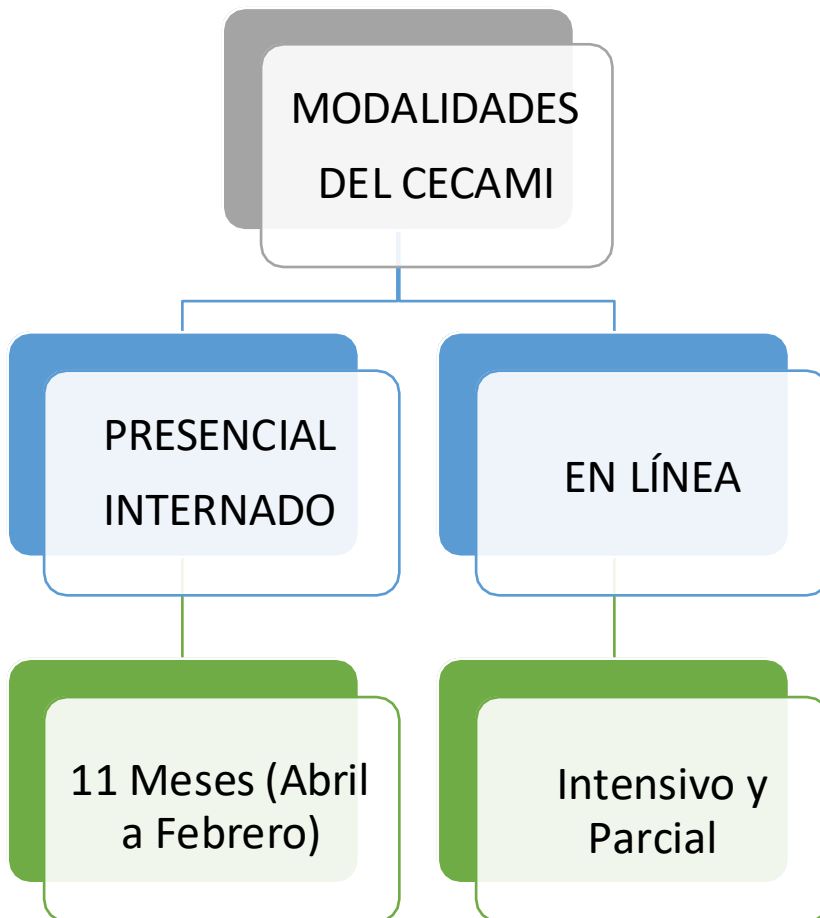 MODALIDADES
DEL CECAMI
PRESENCIAL
INTERNADO
EN LÍNEA
11 Meses (Abril
a Febrero)
Intensivo y
Parcial